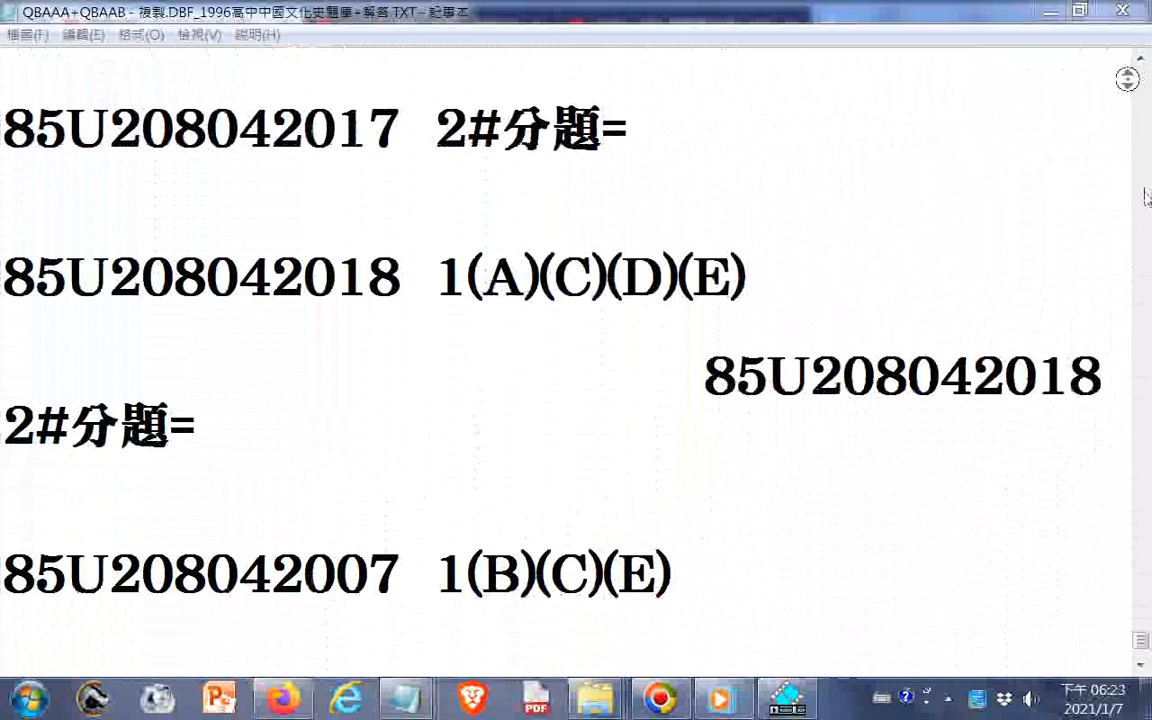 QBAAA+QBAAB - 複製.DBF_1996高中中國文化史題庫+解答.TXT - 記事本
檔案(F) 編輯(E) 格式(O) 檢視(V) 說明(H)
85U208042017 2#分題=
85U208042018 1(A)(C)(D)(E)
85U208042018
2#分題=
85U208042007 1(B)(C)(E)
PDF
下午 06:23
2021/1/7